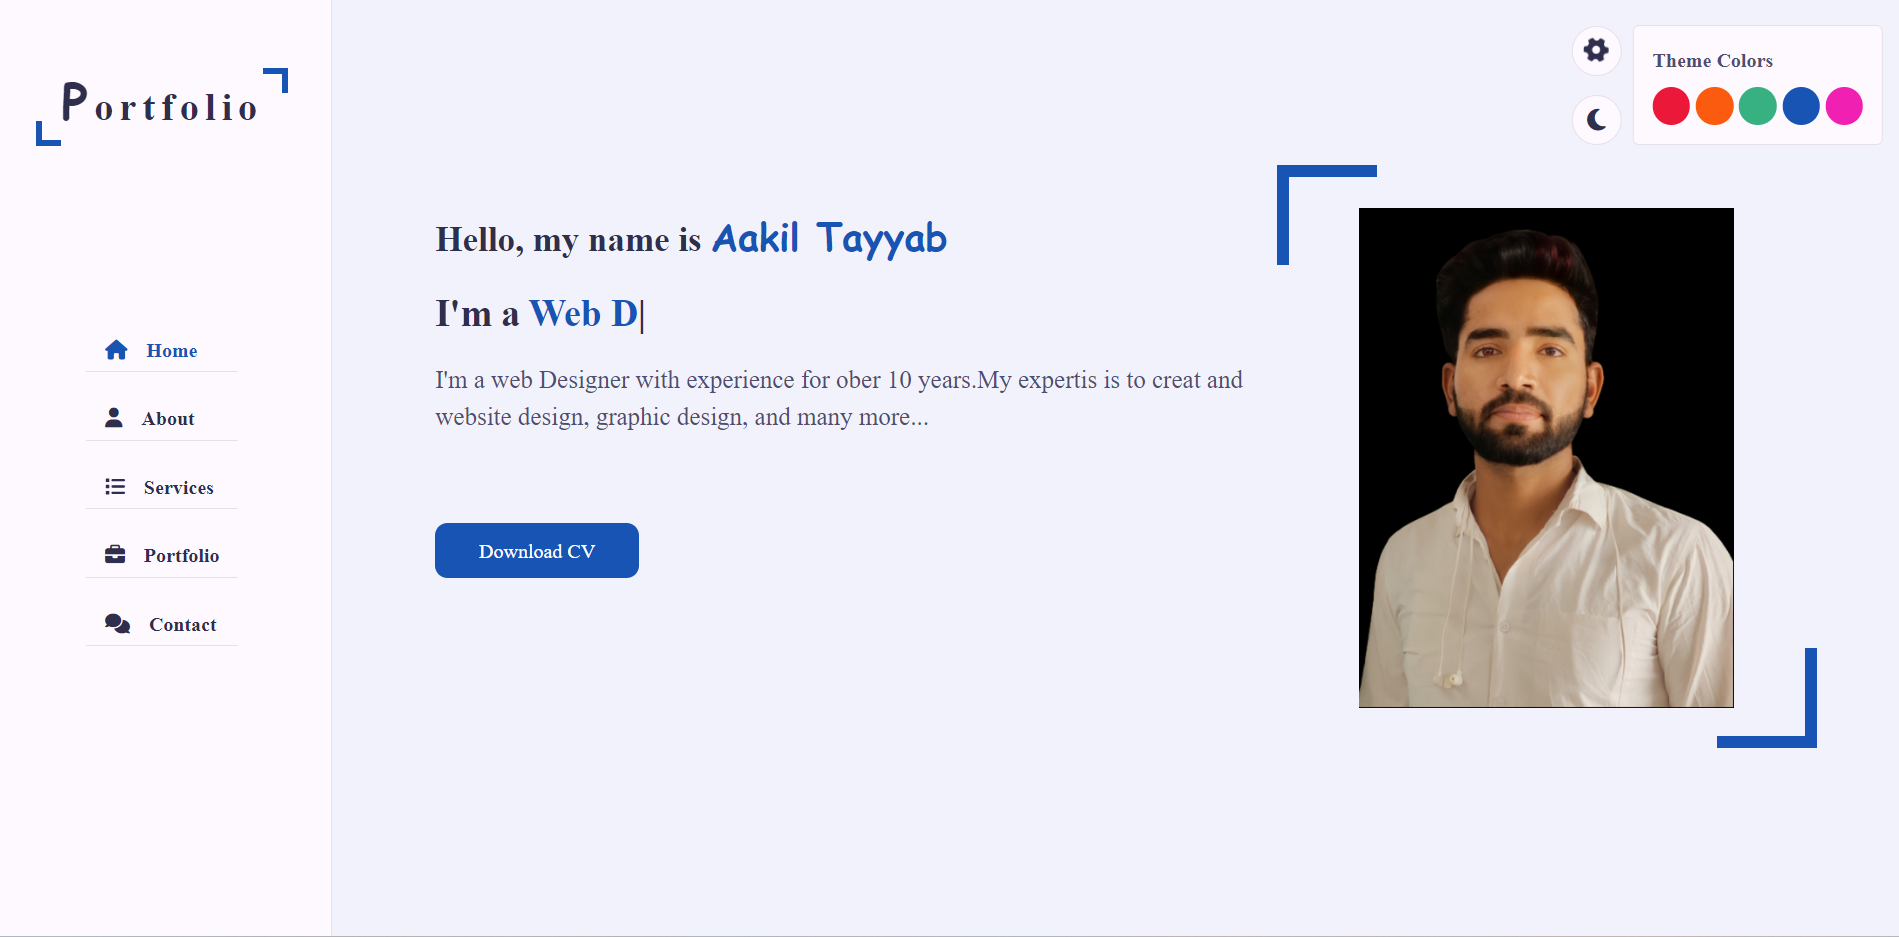 Portfolio
Home
About
Services
Portfolio
Contact
Hello, my name is Aakil Tayyab
I'm a Web D|
I'm a web Designer with experience for ober 10 years.My expertis is to creat and
website design, graphic design, and many more...
Download CV
Theme Colors